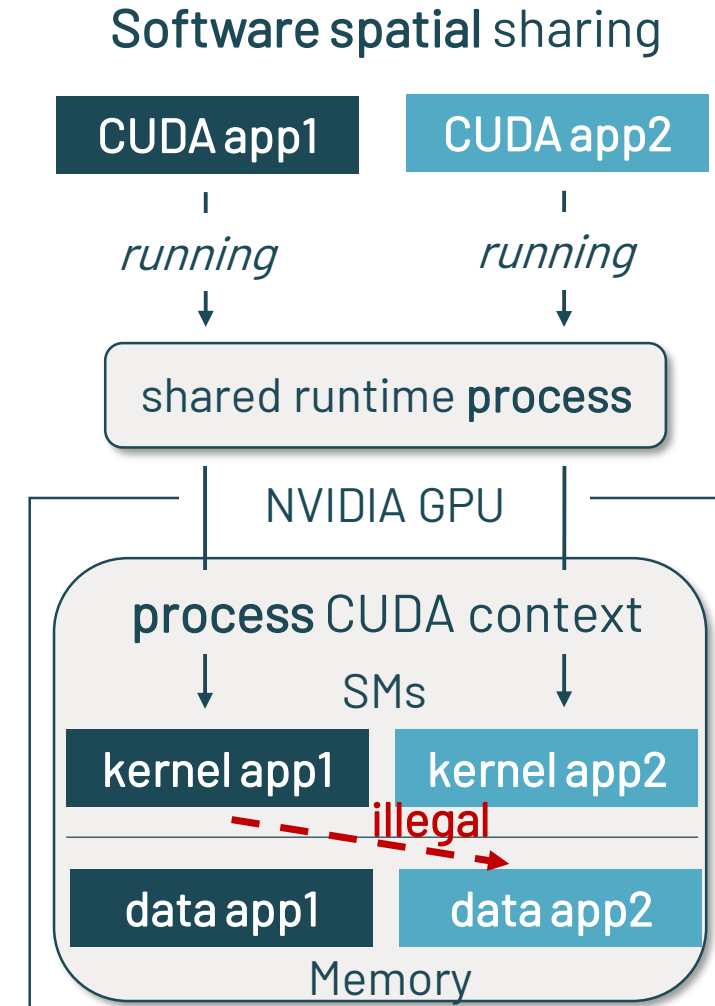 Software spatial sharing
CUDA app1
CUDA app2
running
running
shared runtime process
NVIDIA GPU
process CUDA context
SMs
kernel app1
kernel app2
illegal
data app1
data app2
Memory